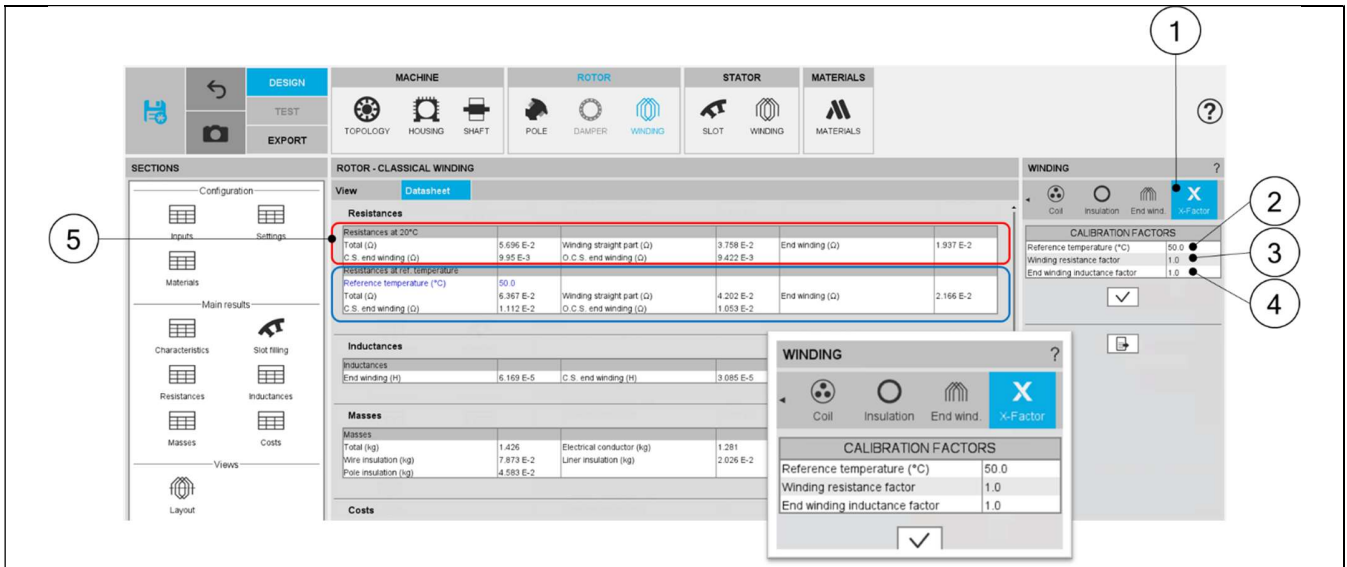 1
DESIGN
TEST
EXPORT
MACHINE
TOPOLOGY HOUSING SHAFT
ROTOR
POLE DAMPER WINDING
STATOR
SLOT WINDING
MATERIALS
MATERIALS
?
SECTIONS
Configuration
Inputs Settings
Materials
Main results
Characteristics Slot filling
Resistances Inductances
Masses Costs
Views
Layout
5
ROTOR - CLASSICAL WINDING
View Datasheet
Resistances
Resistances at 20°C
Total (Ω) 5.696 E-2 Winding straight part (Ω) 3.758 E-2 End winding (Ω) 1.937 E-2
C.S. end winding (Ω) 9.95 E-3 O.C.S. end winding (Ω) 9.422 E-3
Resistances at ref. temperature
Reference temperature (°C) 50.0
Total (Ω) 6.367 E-2 Winding straight part (Ω) 4.202 E-2 End winding (Ω) 2.166 E-2
C.S. end winding (Ω) 1.112 E-2 O.C.S. end winding (Ω) 1.053 E-2
Inductances
Inductances
End winding (H) 6.169 E-5 C.S. end winding (H) 3.085 E-5
Masses
Masses
Total (kg) 1.426 Electrical conductor (kg) 1.281
Wire insulation (kg) 7.873 E-2 Liner insulation (kg) 2.026 E-2
Pole insulation (kg) 4.583 E-2
Costs
WINDING ?
Coil Insulation End wind. X-Factor
CALIBRATION FACTORS
Reference temperature (°C) 50.0
Winding resistance factor 1.0
End winding inductance factor 1.0
2
3
4
WINDING ?
Coil Insulation End wind. X-Factor
CALIBRATION FACTORS
Reference temperature (°C) 50.0
Winding resistance factor 1.0
End winding inductance factor 1.0